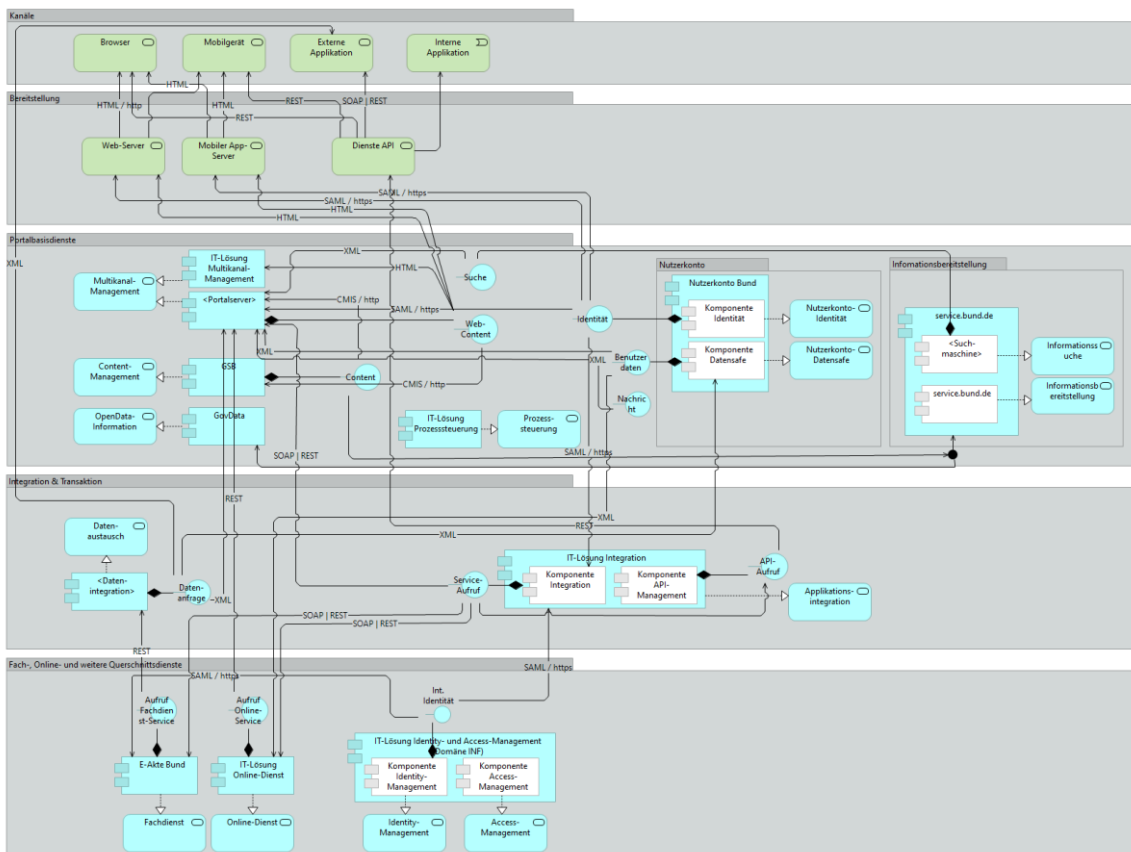 Kanäle
Browser
Mobilgerät
Externe
Applikation
Interne
Applikation
HTML
HTML / http
HTML
REST
SOAP | REST
REST
Bereitstellung
Web-Server
Mobiler App-
Server
Dienste API
SAML / https
SAML / https
HTML
HTML
Portalbasisdienste
XML
IT-Lösung
Multikanal-
Management
Multikanal-
Management
<Portalserver>
XML
Suche
HTML
CMIS / http
SAML / https
Web-
Content
Identität
Nutzerkonto
Nutzerkonto Bund
Komponente
Identität
Nutzerkonto-
Identität
Komponente
Datensafe
Nutzerkonto-
Datensafe
Infomationsbereitstellung
service.bund.de
<Such-
maschine>
Informationss
uche
service.bund.de
Informationsb
ereitstellung
XML
XML
Benutzer
daten
Content-
Management
GSB
Content
CMIS / http
Nachric
ht
OpenData-
Information
GovData
IT-Lösung
Prozesssteuerung
Prozess-
steuerung
SOAP | REST
SAML / https
Integration & Transaktion
REST
XML
REST
XML
Daten-
austausch
<Daten-
integration>
Daten-
anfrage
XML
Service-
Aufruf
IT-Lösung Integration
Komponente
Integration
Komponente
API-
Management
API-
Aufruf
Applikations-
integration
SOAP | REST
SOAP | REST
REST
Fach-, Online- und weitere Querschnittsdienste
SAML / https
SAML / https
Aufruf
Fachdien
st-Service
Aufruf
Online-
Service
Int.
Identität
E-Akte Bund
IT-Lösung
Online-Dienst
IT-Lösung Identity- und Access-Management
(Domäne INF)
Komponente
Identity-
Management
Komponente
Access-
Management
Fachdienst
Online-Dienst
Identity-
Management
Access-
Management